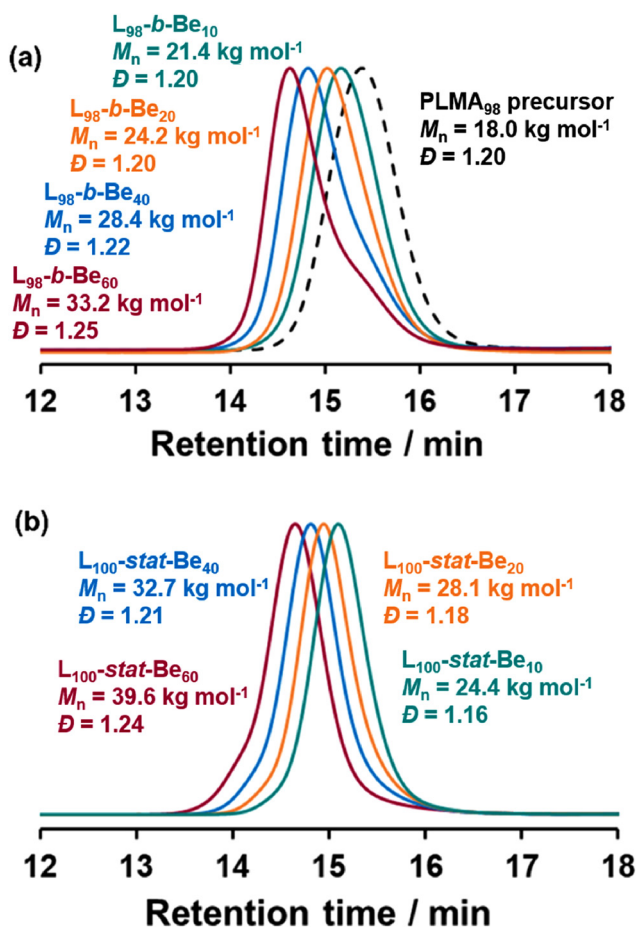 (a)
L₉₈-b-Be₁₀
Mₙ = 21.4 kg mol⁻¹
Đ = 1.20
L₉₈-b-Be₂₀
Mₙ = 24.2 kg mol⁻¹
Đ = 1.20
L₉₈-b-Be₄₀
Mₙ = 28.4 kg mol⁻¹
Đ = 1.22
L₉₈-b-Be₆₀
Mₙ = 33.2 kg mol⁻¹
Đ = 1.25
PLMA₉₈ precursor
Mₙ = 18.0 kg mol⁻¹
Đ = 1.20
12 13 14 15 16 17 18
Retention time / min
(b)
L₁₀₀-stat-Be₄₀
Mₙ = 32.7 kg mol⁻¹
Đ = 1.21
L₁₀₀-stat-Be₆₀
Mₙ = 39.6 kg mol⁻¹
Đ = 1.24
L₁₀₀-stat-Be₂₀
Mₙ = 28.1 kg mol⁻¹
Đ = 1.18
L₁₀₀-stat-Be₁₀
Mₙ = 24.4 kg mol⁻¹
Đ = 1.16
12 13 14 15 16 17 18
Retention time / min